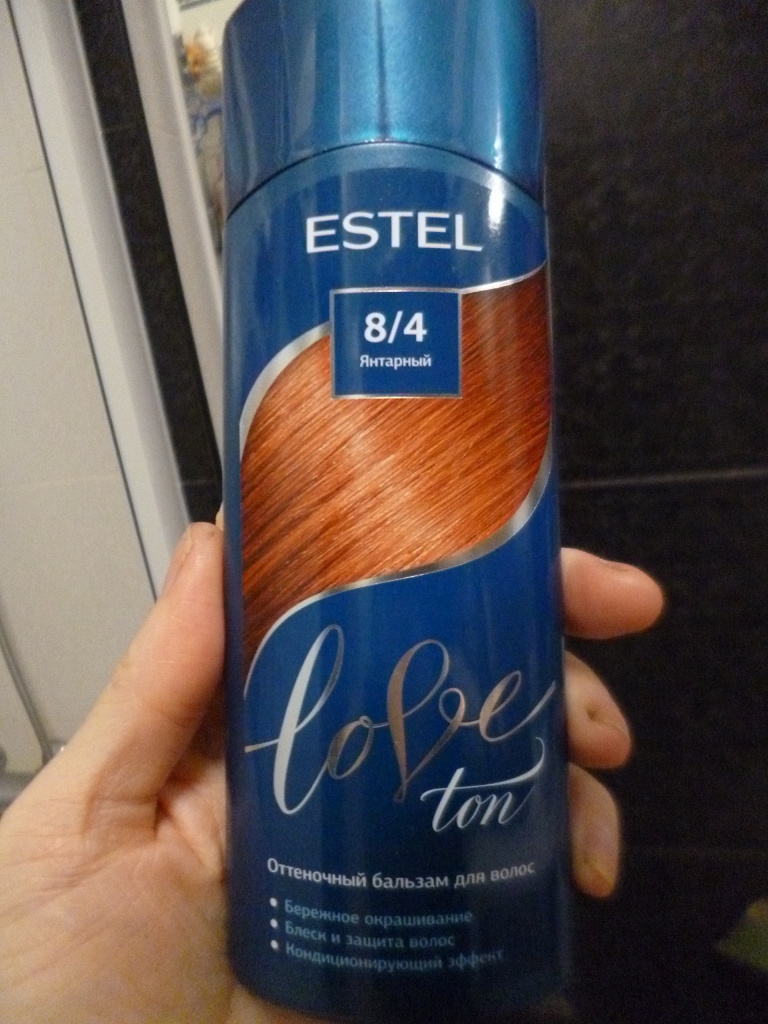 ESTEL
8/4
Янтарный
love
ton
Оттеночный бальзам для волос
• Бережное окрашивание
• Блеск и защита волос
• Кондиционирующий эффект